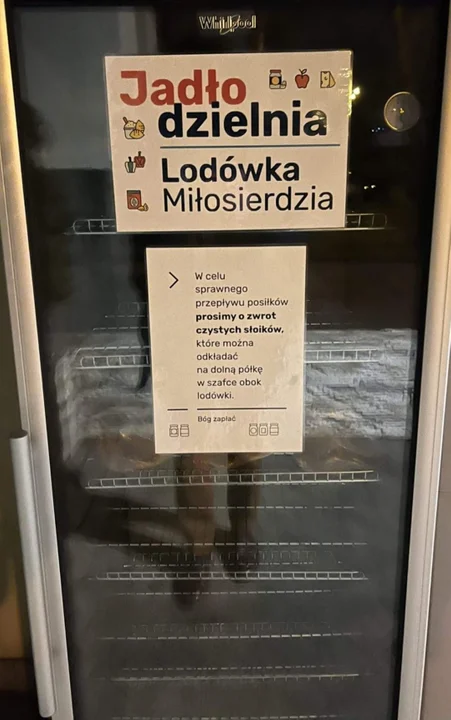 Whirlpool
Jadło
dzielnia
Lodówka
Miłosierdzia
W celu
sprawnego
przepływu posiłków
prosimy o zwrot
czystych słoików,
które można
odkładać
na dolną półkę
w szafce obok
lodówki.
Bóg zapłać